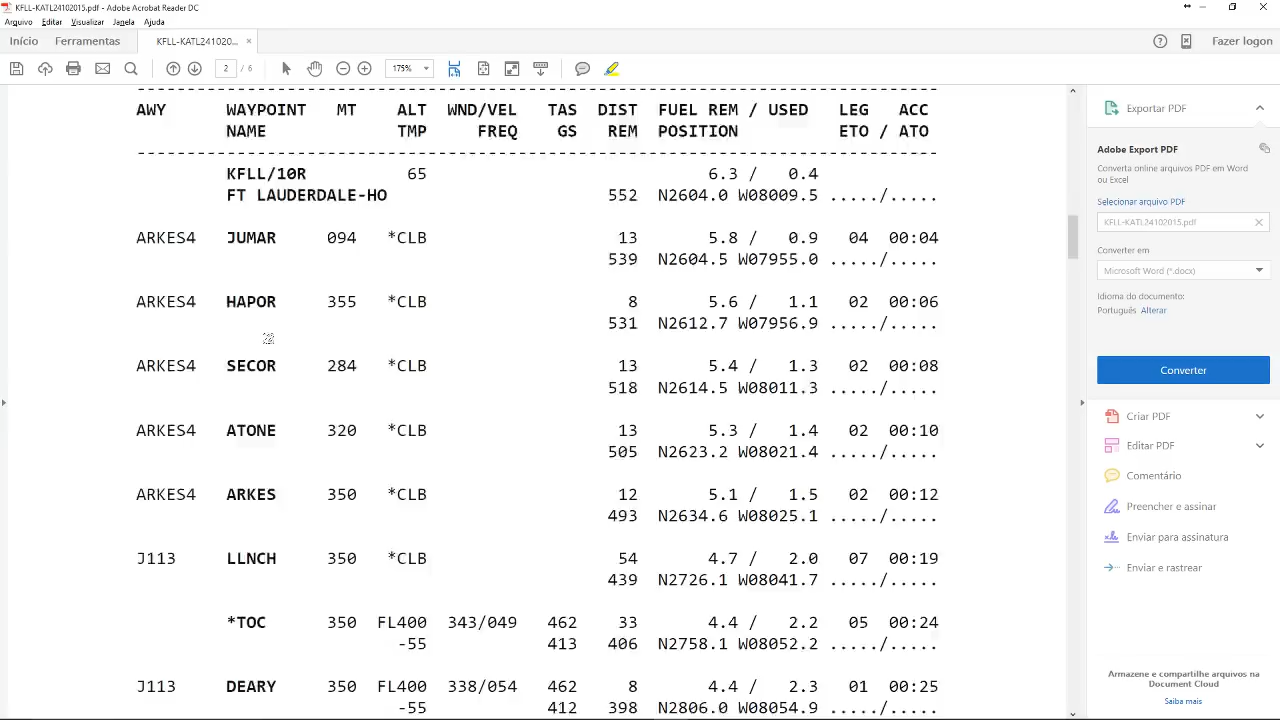 KFLL-KATL24102015.pdf - Adobe Acrobat Reader DC
Arquivo Editar Visualizar Janela Ajuda
Início Ferramentas KFLL-KATL241020... × Fazer logon
2 / 6 175%
AWY WAYPOINT MT ALT WND/VEL TAS DIST FUEL REM / USED LEG ACC
NAME TMP FREQ GS REM POSITION ETO / ATO
KFLL/10R 65 6.3 / 0.4
FT LAUDERDALE-HO 552 N2604.0 W08009.5 ...../.....
ARKES4 JUMAR 094 *CLB 13 5.8 / 0.9 04 00:04
539 N2604.5 W07955.0 ...../.....
ARKES4 HAPOR 355 *CLB 8 5.6 / 1.1 02 00:06
531 N2612.7 W07956.9 ...../.....
ARKES4 SECOR 284 *CLB 13 5.4 / 1.3 02 00:08
518 N2614.5 W08011.3 ...../.....
ARKES4 ATONE 320 *CLB 13 5.3 / 1.4 02 00:10
505 N2623.2 W08021.4 ...../.....
ARKES4 ARKES 350 *CLB 12 5.1 / 1.5 02 00:12
493 N2634.6 W08025.1 ...../.....
J113 LLNCH 350 *CLB 54 4.7 / 2.0 07 00:19
439 N2726.1 W08041.7 ...../.....
*TOC 350 FL400 343/049 462 33 4.4 / 2.2 05 00:24
-55 413 406 N2758.1 W08052.2 ...../.....
J113 DEARY 350 FL400 338/054 462 8 4.4 / 2.3 01 00:25
-55 412 398 N2806.0 W08054.9 ...../.....
Exportar PDF
Adobe Export PDF
Converta online arquivos PDF em Word
ou Excel
Selecionar arquivo PDF
KFLL-KATL24102015.pdf
Converter em
Microsoft Word (*.docx)
Idioma do documento:
Português Alterar
Converter
Criar PDF
Editar PDF
Comentário
Preencher e assinar
Enviar para assinatura
Enviar e rastrear
Armazene e compartilhe arquivos na
Document Cloud
Saiba mais